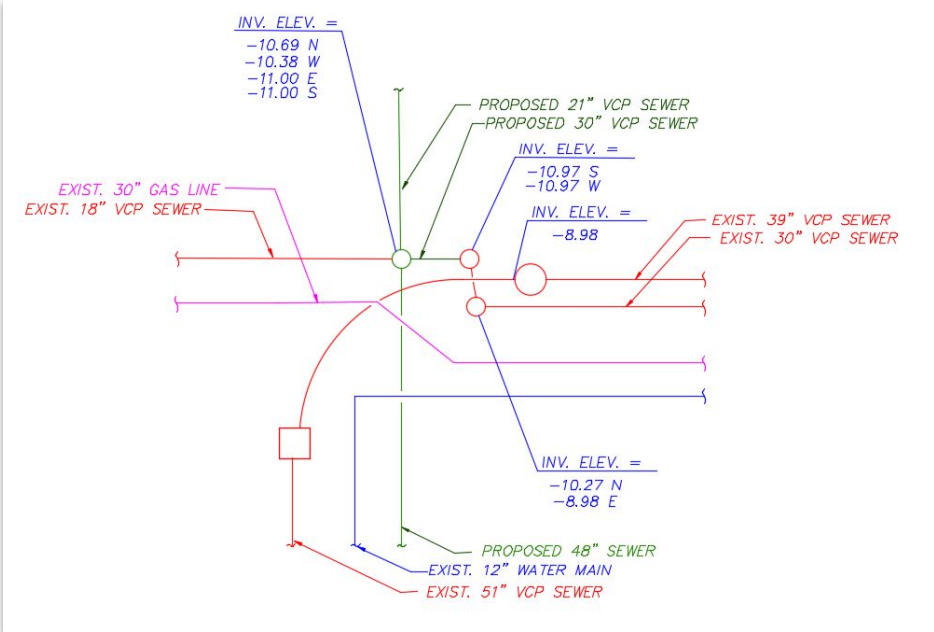 INV. ELEV. =
-10.69 N
-10.38 W
-11.00 E
-11.00 S
PROPOSED 21" VCP SEWER
PROPOSED 30" VCP SEWER
INV. ELEV. =
-10.97 S
-10.97 W
EXIST. 30" GAS LINE
EXIST. 18" VCP SEWER
INV. ELEV. =
-8.98
EXIST. 39" VCP SEWER
EXIST. 30" VCP SEWER
INV. ELEV. =
-10.27 N
-8.98 E
PROPOSED 48" SEWER
EXIST. 12" WATER MAIN
EXIST. 51" VCP SEWER